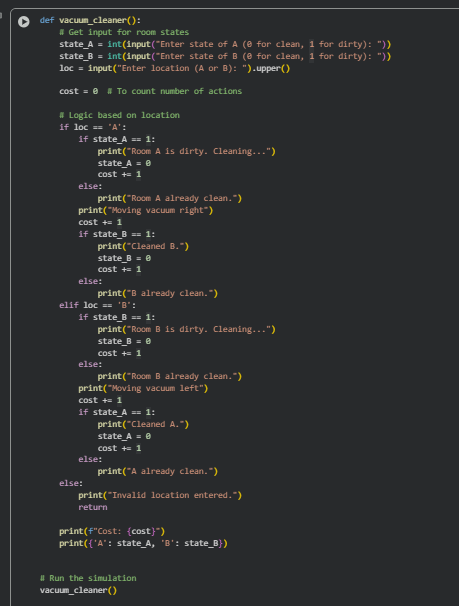 def vacuum_cleaner():
    # Get input for room states
    state_A = int(input("Enter state of A (0 for clean, 1 for dirty): "))
    state_B = int(input("Enter state of B (0 for clean, 1 for dirty): "))
    loc = input("Enter location (A or B): ").upper()

    cost = 0  # To count number of actions

    # Logic based on location
    if loc == 'A':
        if state_A == 1:
            print("Room A is dirty. Cleaning...")
            state_A = 0
            cost += 1
        else:
            print("Room A already clean.")
        print("Moving vacuum right")
        cost += 1
        if state_B == 1:
            print("Cleaned B.")
            state_B = 0
            cost += 1
        else:
            print("B already clean.")
    elif loc == 'B':
        if state_B == 1:
            print("Room B is dirty. Cleaning...")
            state_B = 0
            cost += 1
        else:
            print("Room B already clean.")
        print("Moving vacuum left")
        cost += 1
        if state_A == 1:
            print("Cleaned A.")
            state_A = 0
            cost += 1
        else:
            print("A already clean.")
    else:
        print("Invalid location entered.")
        return

    print(f"Cost: {cost}")
    print({'A': state_A, 'B': state_B})

# Run the simulation
vacuum_cleaner()